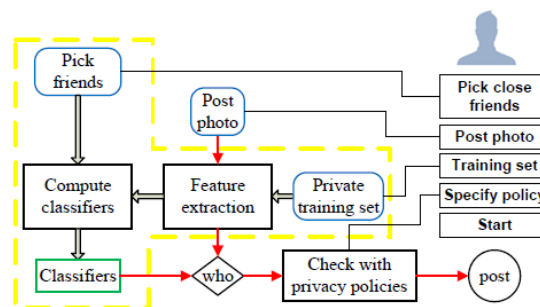 Pick
friends
Post
photo
Pick close
friends
Post photo
Training set
Specify policy
Start
Compute
classifiers
Feature
extraction
Private
training set
Classifiers
who
Check with
privacy policies
post